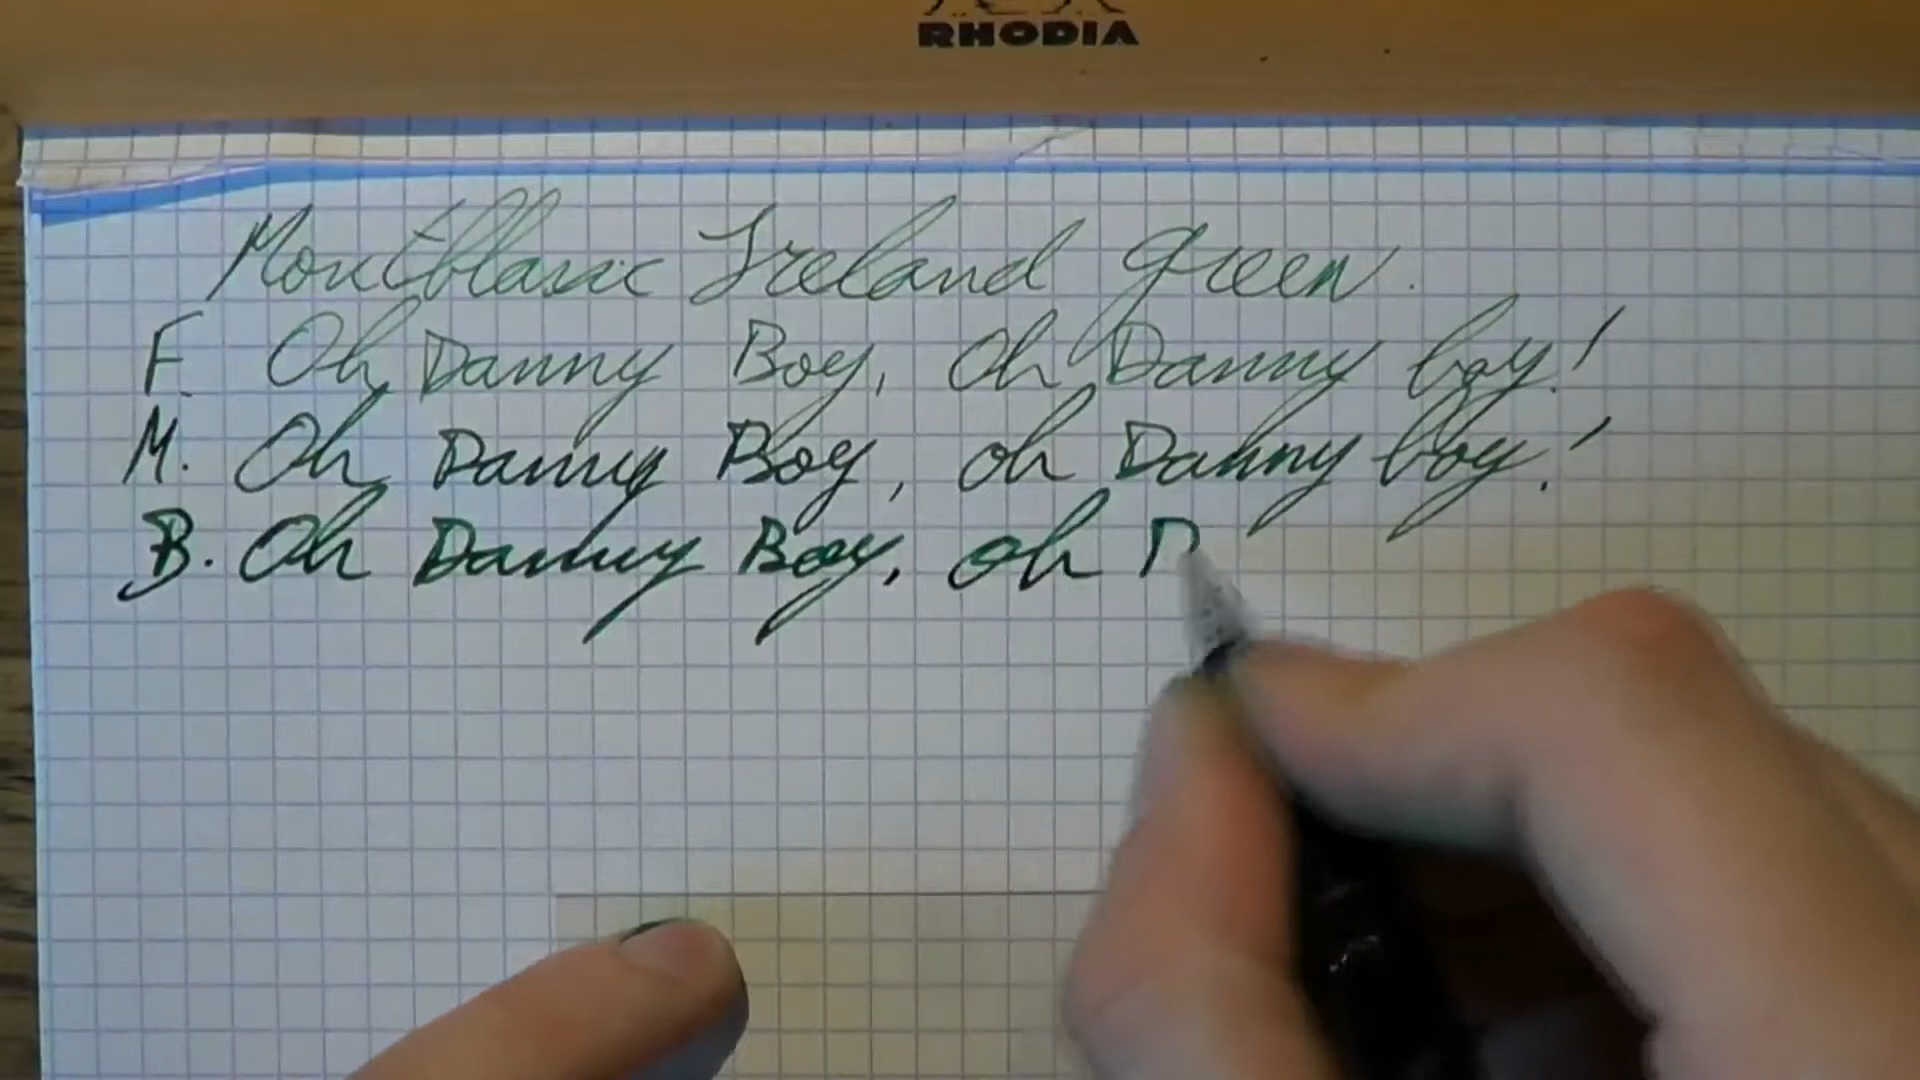 RHODIA
Montblanc Ireland green.
F. Oh Danny Boy, Oh Danny boy!
M. Oh Danny Boy, oh Danny boy!
B. Oh Danny Boy, oh D